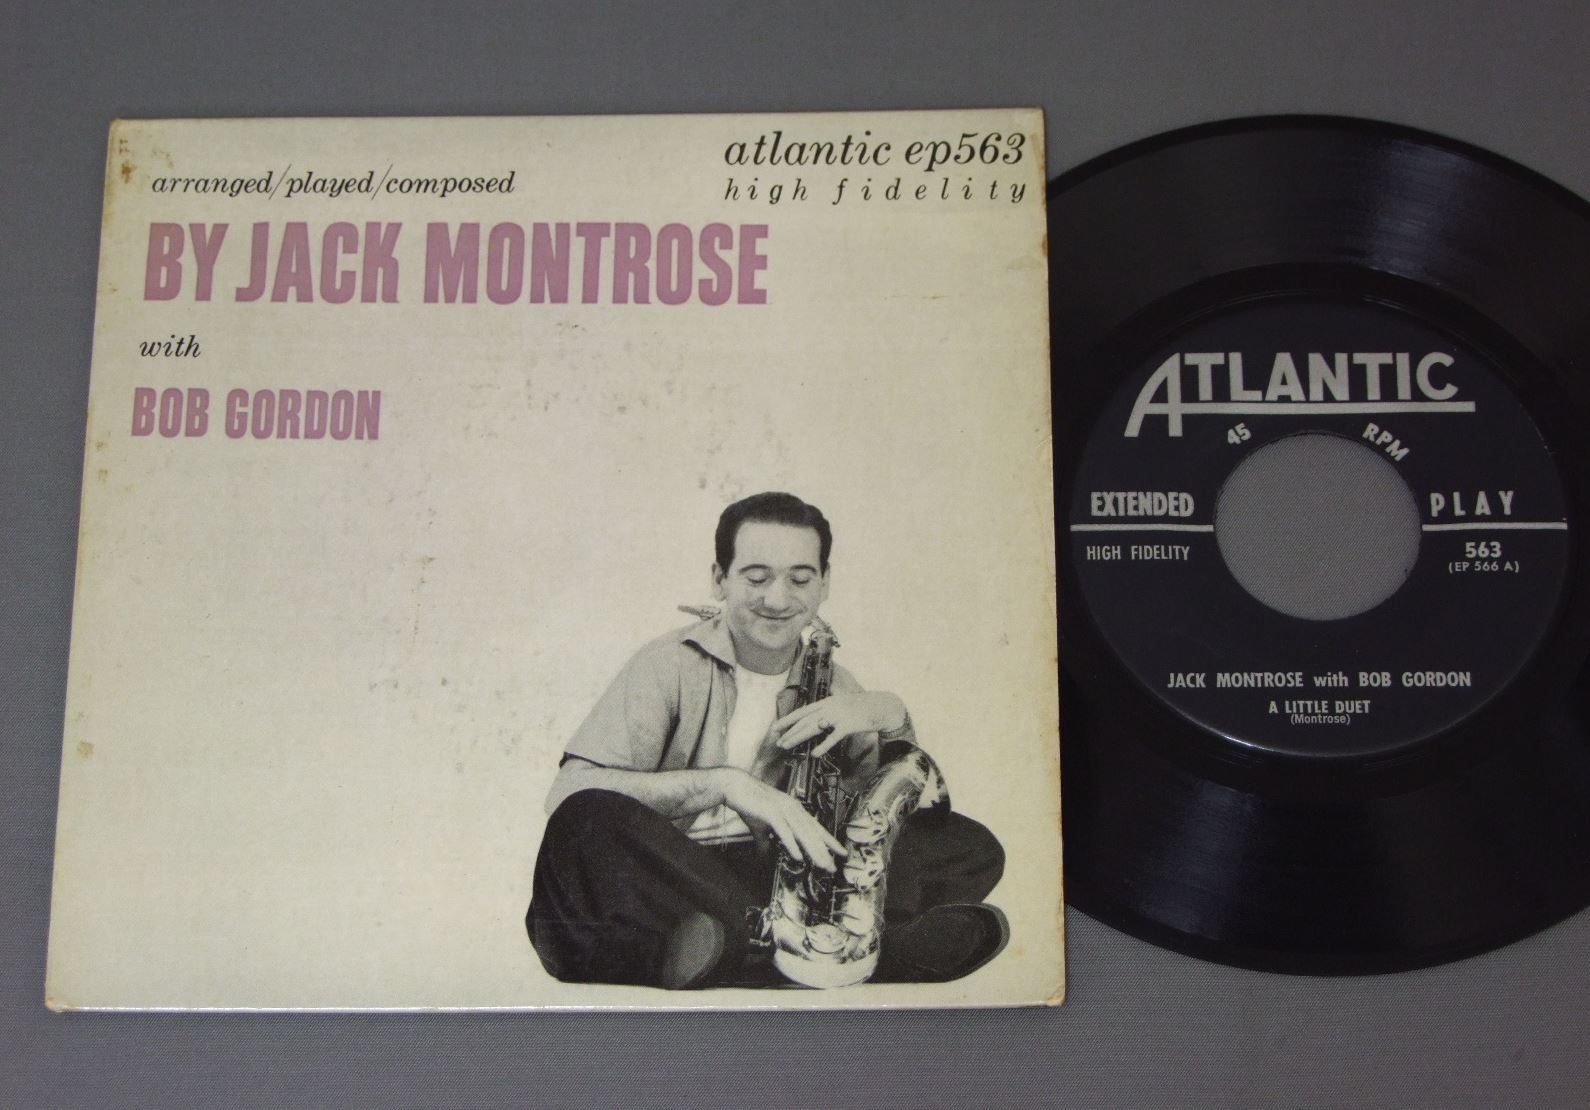 atlantic ep563
high fidelity
arranged/played/composed
BY JACK MONTROSE
with
BOB GORDON
ATLANTIC
45 RPM
EXTENDED PLAY
HIGH FIDELITY
563
(EP 566 A)
JACK MONTROSE with BOB GORDON
A LITTLE DUET
(Montrose)